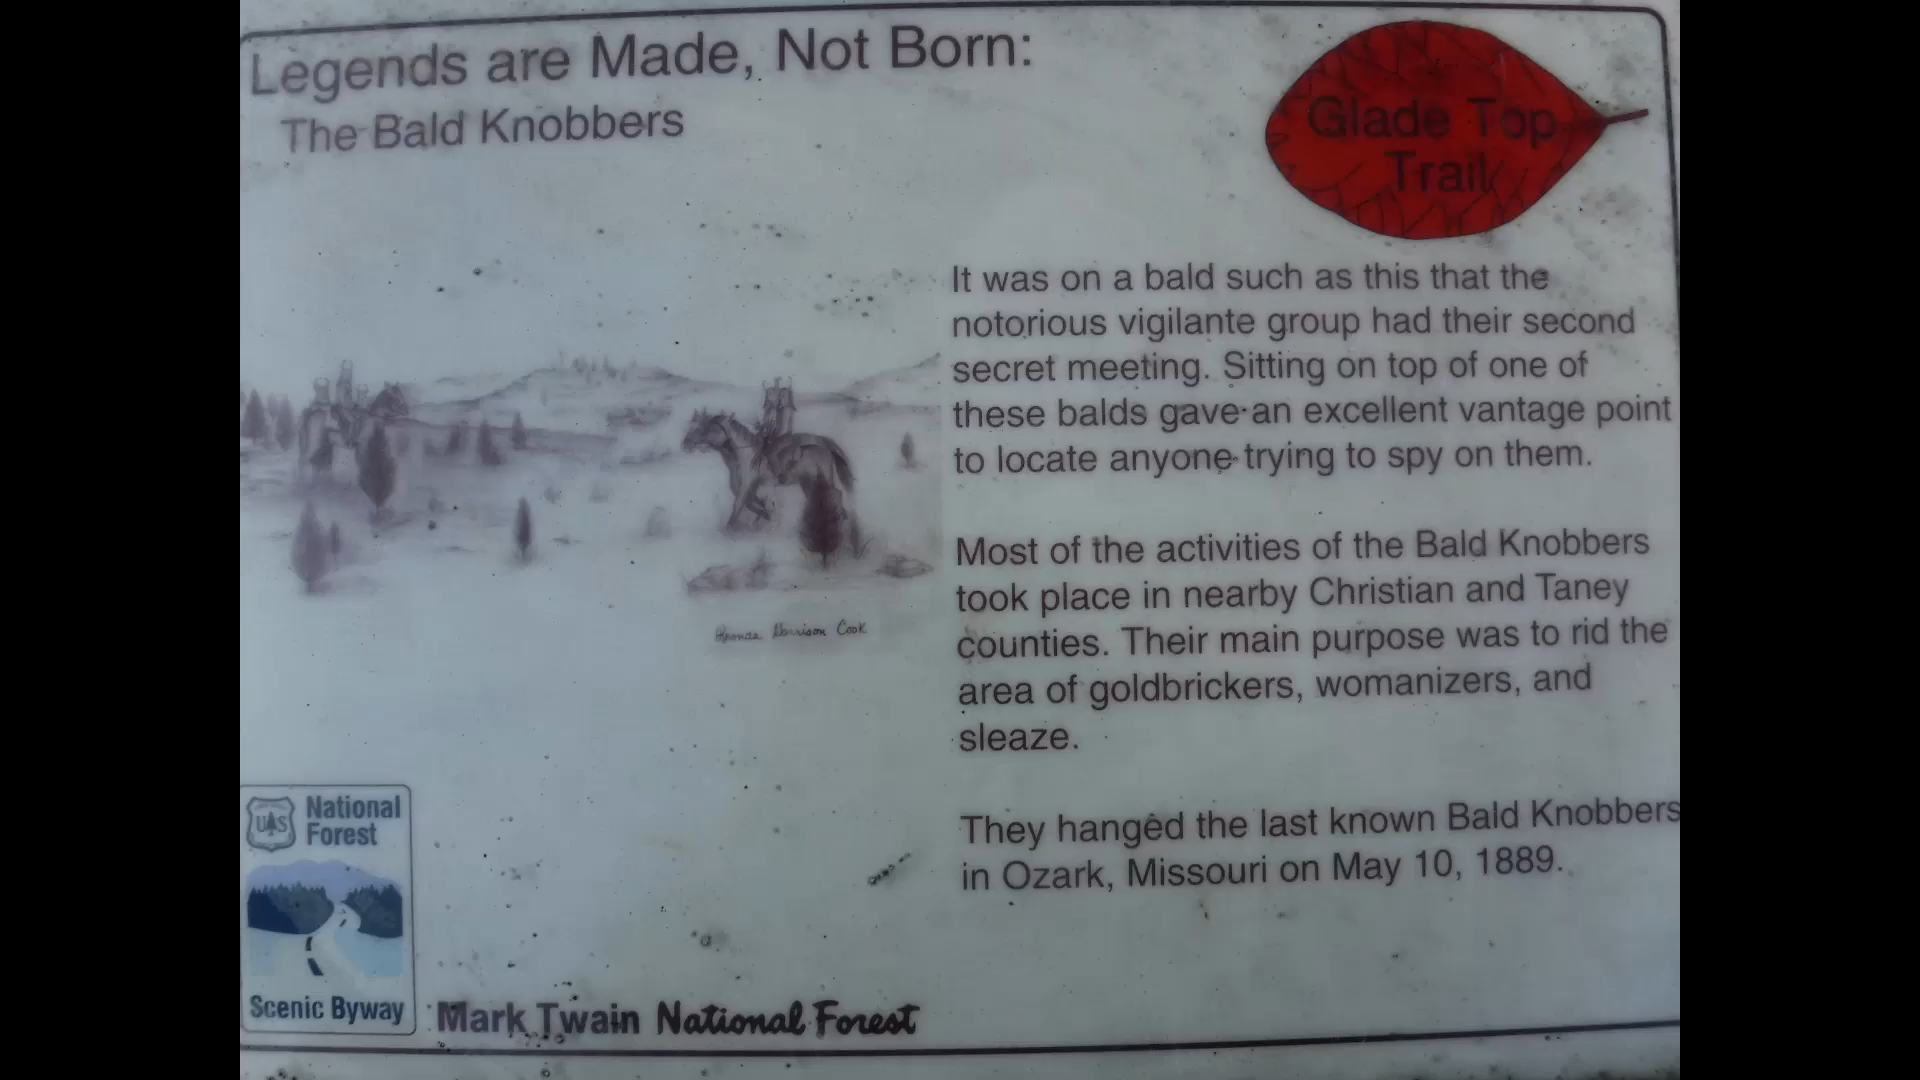 Legends are Made, Not Born:
The Bald Knobbers
Glade Top
Trail
It was on a bald such as this that the
notorious vigilante group had their second
secret meeting. Sitting on top of one of
these balds gave an excellent vantage point
to locate anyone trying to spy on them.
Most of the activities of the Bald Knobbers
took place in nearby Christian and Taney
counties. Their main purpose was to rid the
area of goldbrickers, womanizers, and
sleaze.
They hanged the last known Bald Knobbers
in Ozark, Missouri on May 10, 1889.
Rhonda Harrison Cook
National
Forest
UAS
Scenic Byway
Mark Twain National Forest